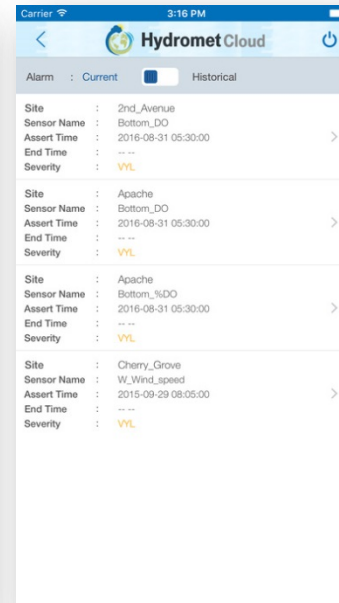 Carrier 3:16 PM
Hydromet Cloud
Alarm : Current Historical
Site : 2nd_Avenue
Sensor Name : Bottom_DO
Assert Time : 2016-08-31 05:30:00
End Time : -- --
Severity : VYL
Site : Apache
Sensor Name : Bottom_DO
Assert Time : 2016-08-31 05:30:00
End Time : -- --
Severity : VYL
Site : Apache
Sensor Name : Bottom_%DO
Assert Time : 2016-08-31 05:30:00
End Time : -- --
Severity : VYL
Site : Cherry_Grove
Sensor Name : W_Wind_speed
Assert Time : 2015-09-29 08:05:00
End Time : -- --
Severity : VYL